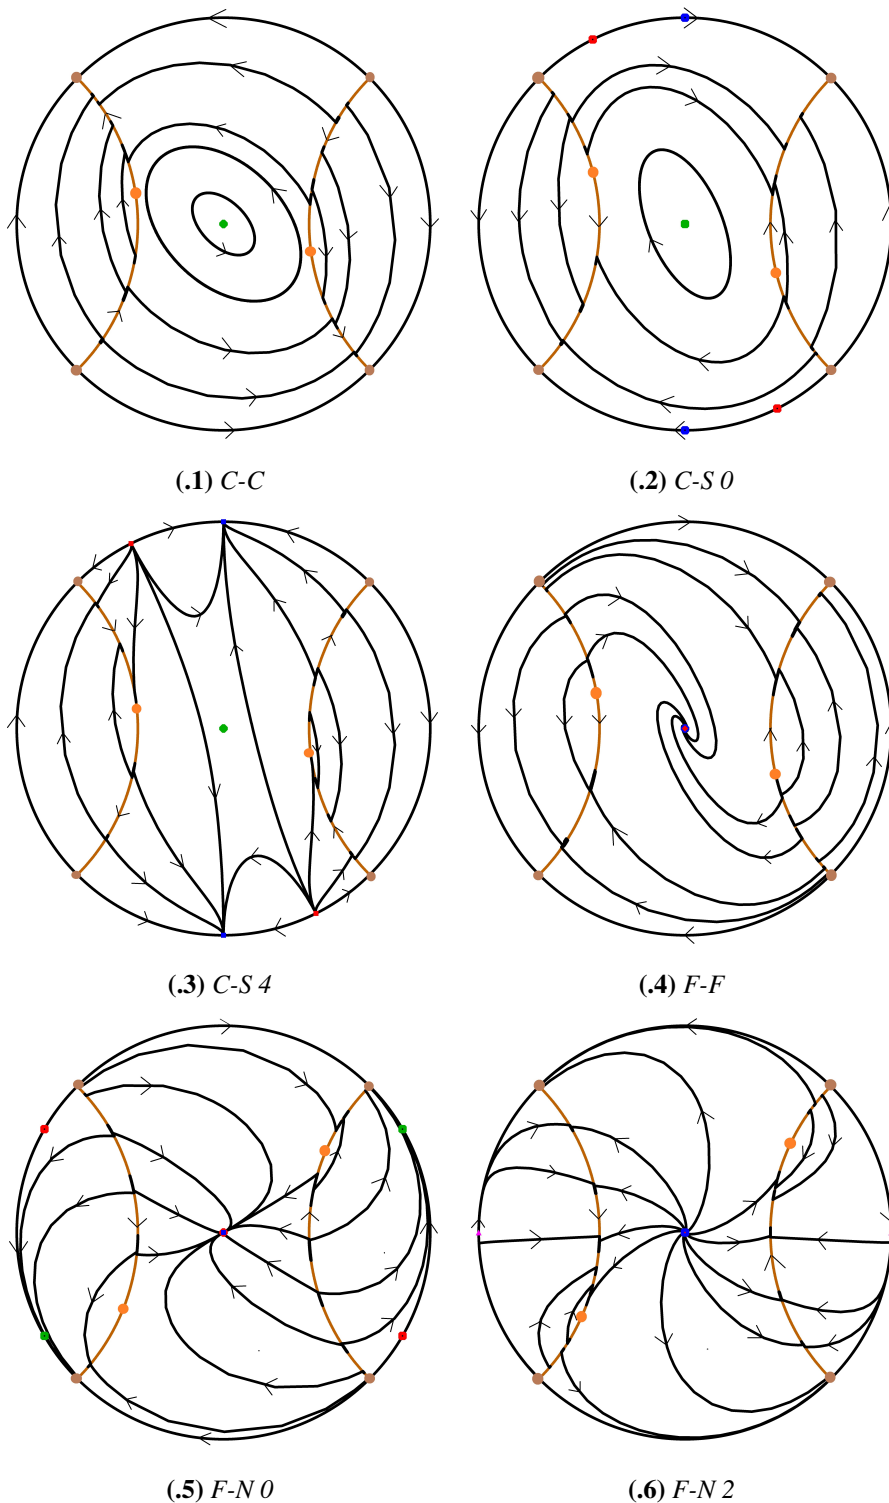 (.1) C-C
(.2) C-S 0
(.3) C-S 4
(.4) F-F
(.5) F-N 0
(.6) F-N 2